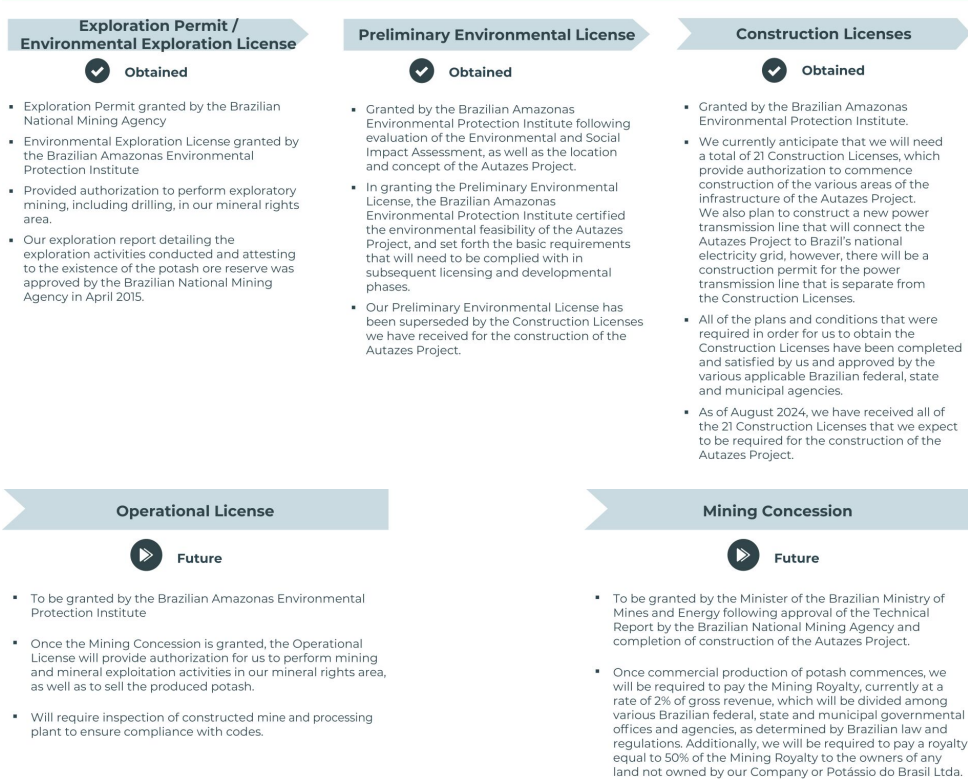 Exploration Permit /
Environmental Exploration License
Obtained
▪ Exploration Permit granted by the Brazilian
National Mining Agency
▪ Environmental Exploration License granted by
the Brazilian Amazonas Environmental
Protection Institute
▪ Provided authorization to perform exploratory
mining, including drilling, in our mineral rights
area.
▪ Our exploration report detailing the
exploration activities conducted and attesting
to the existence of the potash ore reserve was
approved by the Brazilian National Mining
Agency in April 2015.
Preliminary Environmental License
Obtained
▪ Granted by the Brazilian Amazonas
Environmental Protection Institute following
evaluation of the Environmental and Social
Impact Assessment, as well as the location
and concept of the Autazes Project.
▪ In granting the Preliminary Environmental
License, the Brazilian Amazonas
Environmental Protection Institute certified
the environmental feasibility of the Autazes
Project, and set forth the basic requirements
that will need to be complied with in
subsequent licensing and developmental
phases.
▪ Our Preliminary Environmental License has
been superseded by the Construction Licenses
we have received for the construction of the
Autazes Project.
Construction Licenses
Obtained
▪ Granted by the Brazilian Amazonas
Environmental Protection Institute.
▪ We currently anticipate that we will need
a total of 21 Construction Licenses, which
provide authorization to commence
construction of the various areas of the
infrastructure of the Autazes Project.
We also plan to construct a new power
transmission line that will connect the
Autazes Project to Brazil's national
electricity grid, however, there will be a
construction permit for the power
transmission line that is separate from
the Construction Licenses.
▪ All of the plans and conditions that were
required in order for us to obtain the
Construction Licenses have been completed
and satisfied by us and approved by the
various applicable Brazilian federal, state
and municipal agencies.
▪ As of August 2024, we have received all of
the 21 Construction Licenses that we expect
to be required for the construction of the
Autazes Project.
Operational License
Future
▪ To be granted by the Brazilian Amazonas Environmental
Protection Institute
▪ Once the Mining Concession is granted, the Operational
License will provide authorization for us to perform mining
and mineral exploitation activities in our mineral rights area,
as well as to sell the produced potash.
▪ Will require inspection of constructed mine and processing
plant to ensure compliance with codes.
Mining Concession
Future
▪ To be granted by the Minister of the Brazilian Ministry of
Mines and Energy following approval of the Technical
Report by the Brazilian National Mining Agency and
completion of construction of the Autazes Project.
▪ Once commercial production of potash commences, we
will be required to pay the Mining Royalty, currently at a
rate of 2% of gross revenue, which will be divided among
various Brazilian federal, state and municipal governmental
offices and agencies, as determined by Brazilian law and
regulations. Additionally, we will be required to pay a royalty
equal to 50% of the Mining Royalty to the owners of any
land not owned by our Company or Potássio do Brasil Ltda.